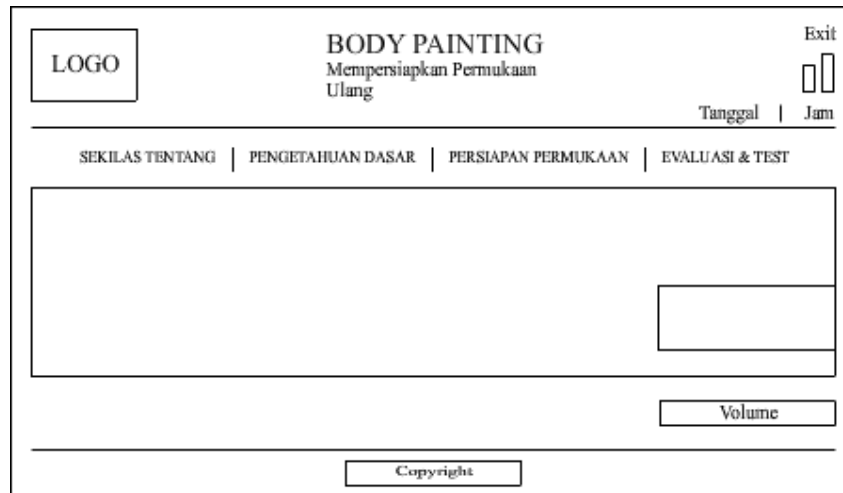 LOGO
BODY PAINTING
Mempersiapkan Permukaan
Ulang
Exit
Tanggal | Jam
SEKILAS TENTANG | PENGETAHUAN DASAR | PERSIAPAN PERMUKAAN | EVALUASI & TEST
Volume
Copyright